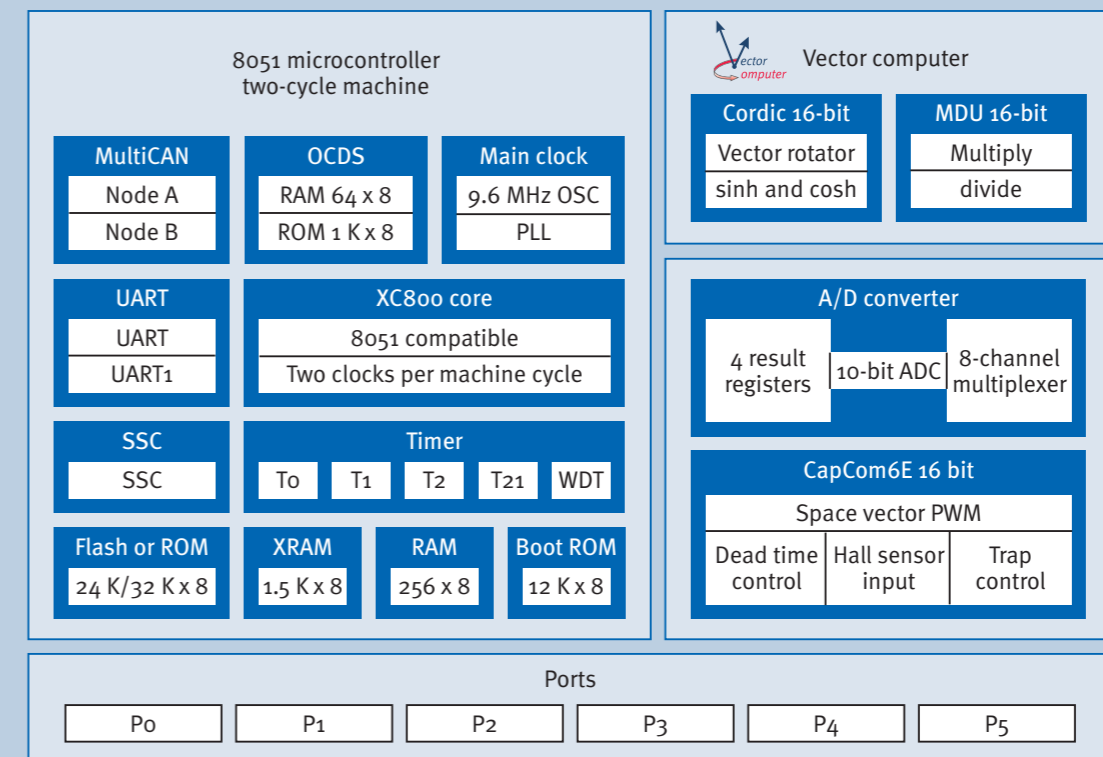 8051 microcontroller
two-cycle machine
MultiCAN
Node A
Node B
OCDS
RAM 64 x 8
ROM 1 K x 8
Main clock
9.6 MHz OSC
PLL
UART
UART
UART1
XC800 core
8051 compatible
Two clocks per machine cycle
SSC
SSC
Timer
T0
T1
T2
T21
WDT
Flash or ROM
24 K/32 K x 8
XRAM
1.5 K x 8
RAM
256 x 8
Boot ROM
12 K x 8
ector
omputer
Vector computer
Cordic 16-bit
Vector rotator
sinh and cosh
MDU 16-bit
Multiply
divide
A/D converter
4 result
registers
10-bit ADC
8-channel
multiplexer
CapCom6E 16 bit
Space vector PWM
Dead time
control
Hall sensor
input
Trap
control
Ports
P0
P1
P2
P3
P4
P5